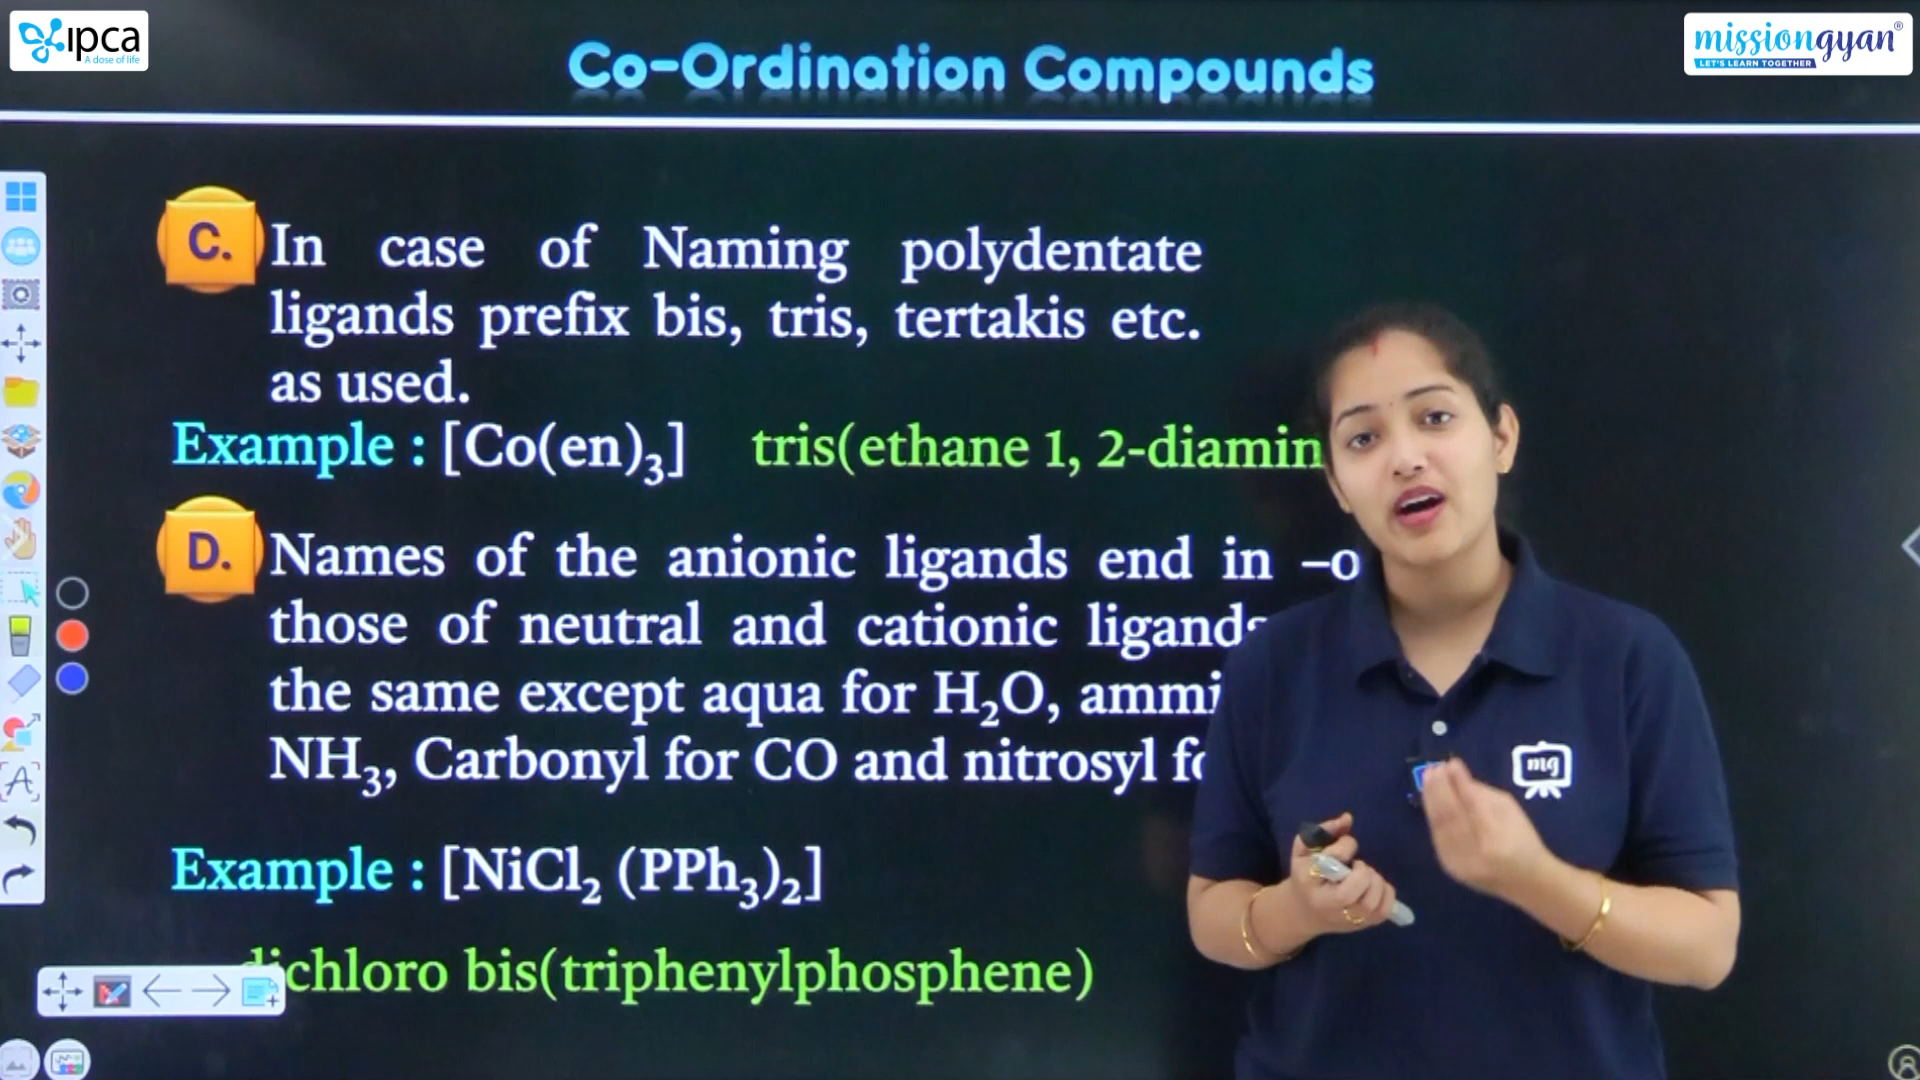 ipca
A dose of life
Co-Ordination Compounds
missiongyan®
LET'S LEARN TOGETHER
C. In case of Naming polydentate
ligands prefix bis, tris, tertakis etc.
as used.
Example : [Co(en)₃] tris(ethane 1, 2-diamin
D. Names of the anionic ligands end in –o
those of neutral and cationic ligands
the same except aqua for H₂O, ammi
NH₃, Carbonyl for CO and nitrosyl fo
mg
Example : [NiCl₂ (PPh₃)₂]
dichloro bis(triphenylphosphene)